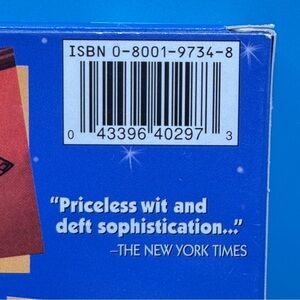 ISBN 0-8001-9734-8
0 43396 40297 3
"Priceless wit and
deft sophistication..."
–THE NEW YORK TIMES